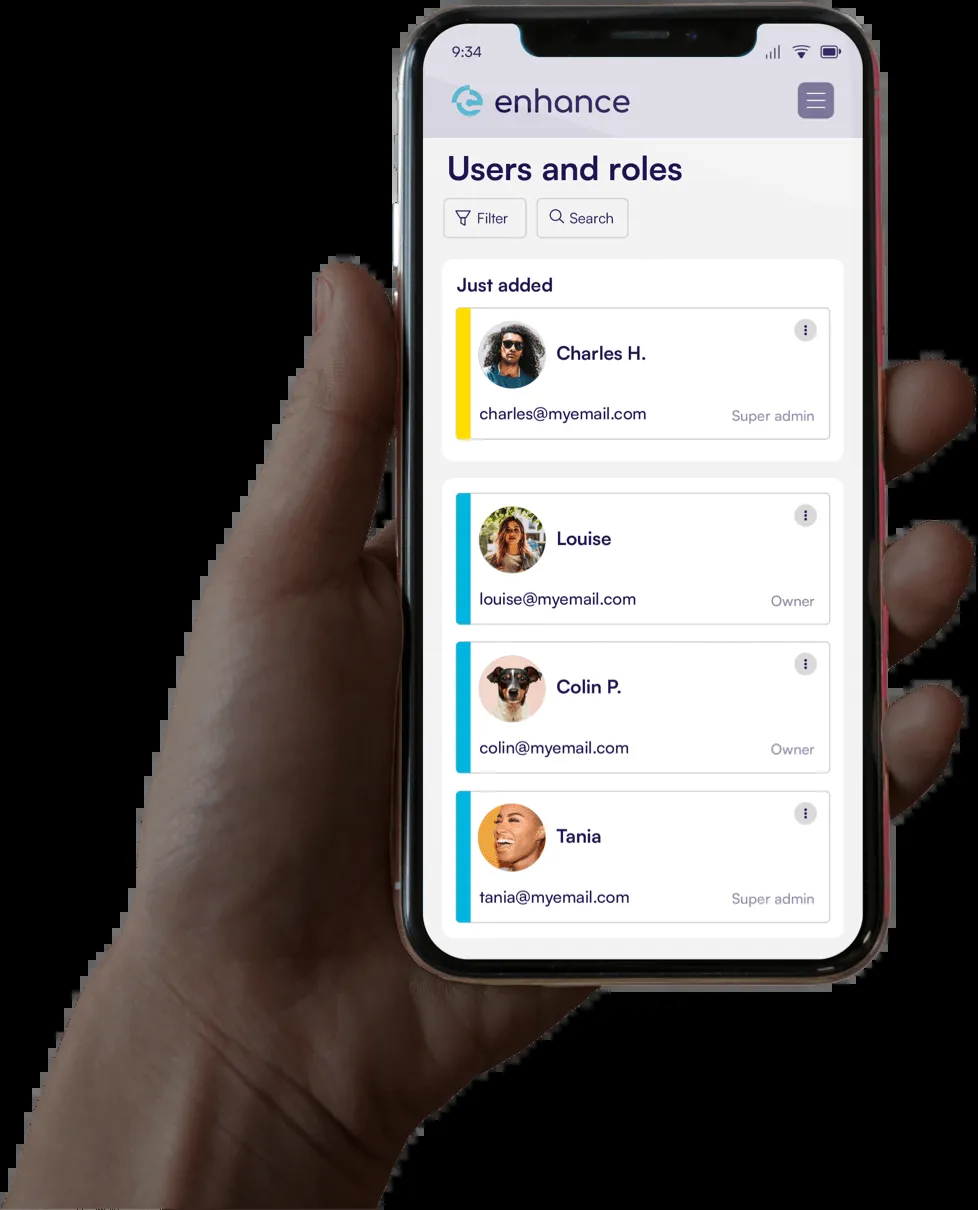 9:34
enhance
Users and roles
Filter Search
Just added
Charles H.
charles@myemail.com Super admin
Louise
louise@myemail.com Owner
Colin P.
colin@myemail.com Owner
Tania
tania@myemail.com Super admin